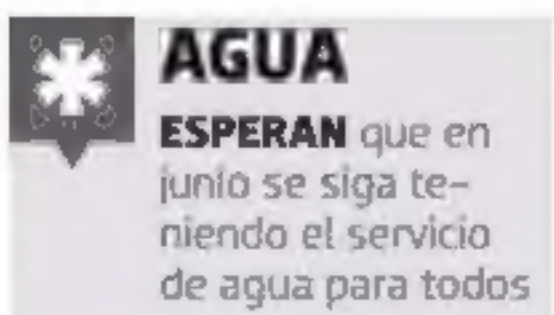 AGUA
ESPERAN que en
junio se siga te-
niendo el servicio
de agua para todos